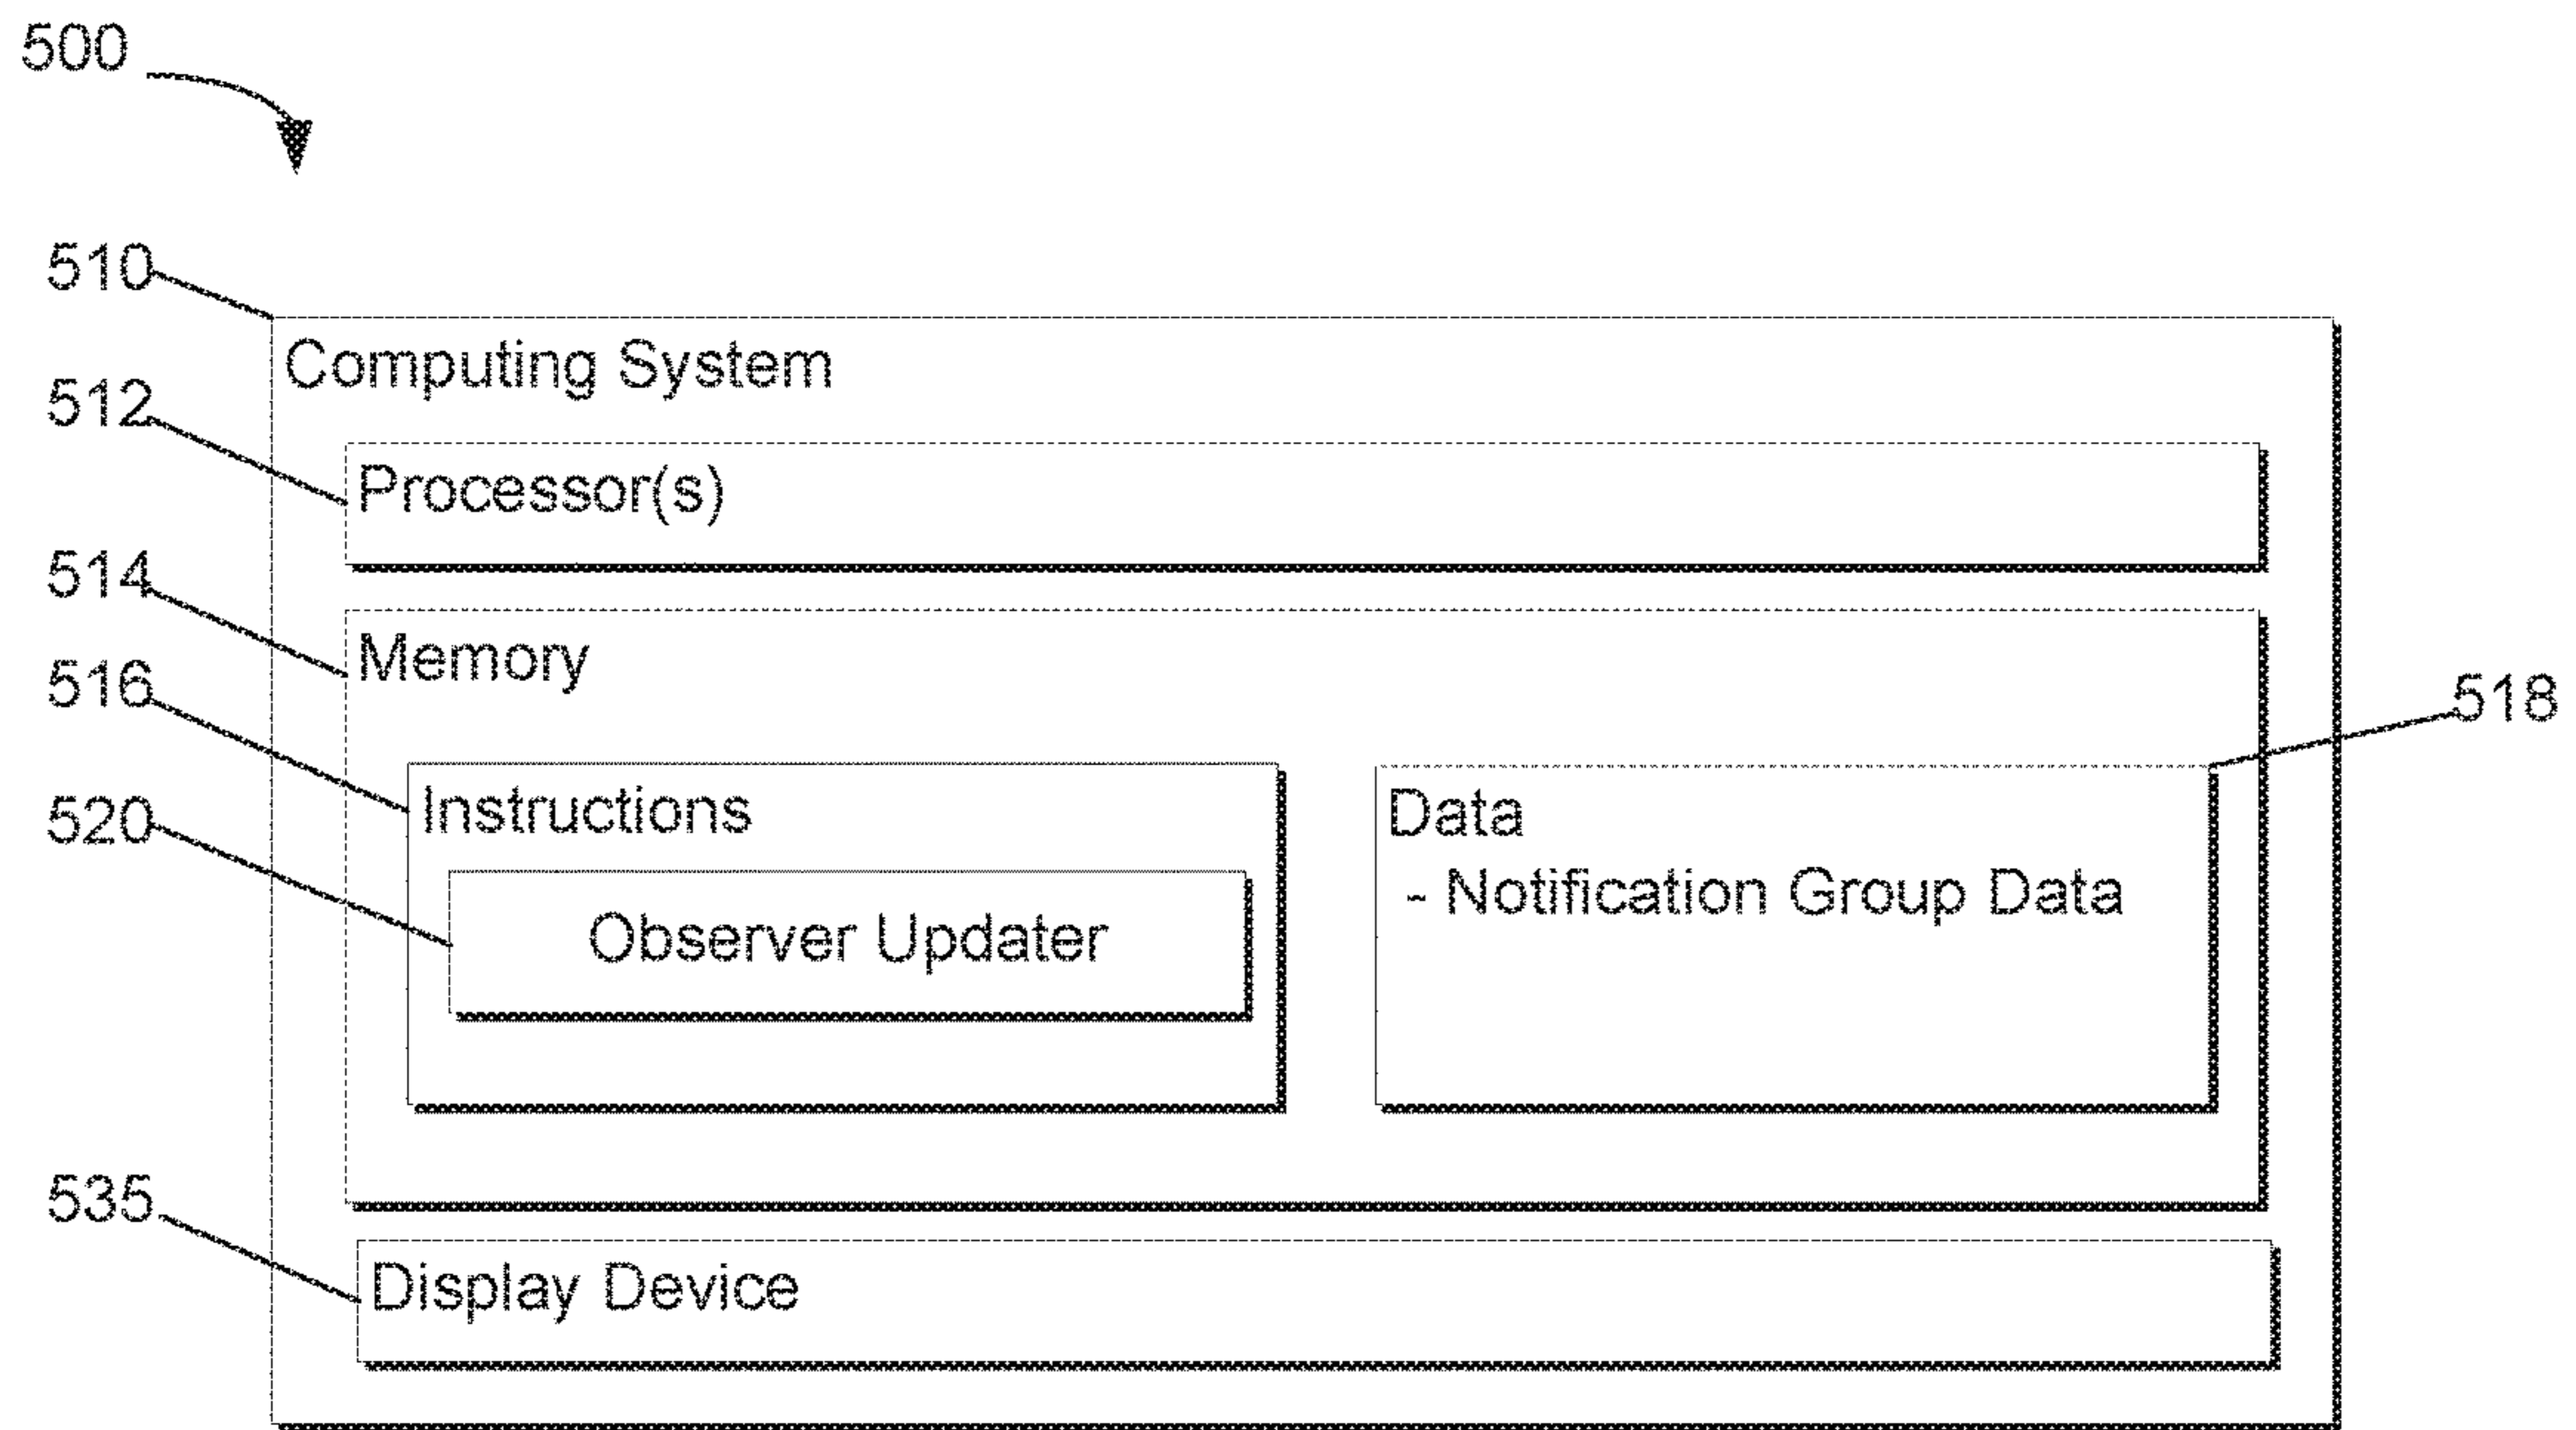 500
510
Computing System
512
Processor(s)
514
Memory
516
518
Instructions
Data
520
- Notification Group Data
Observer Updater
535
Display Device